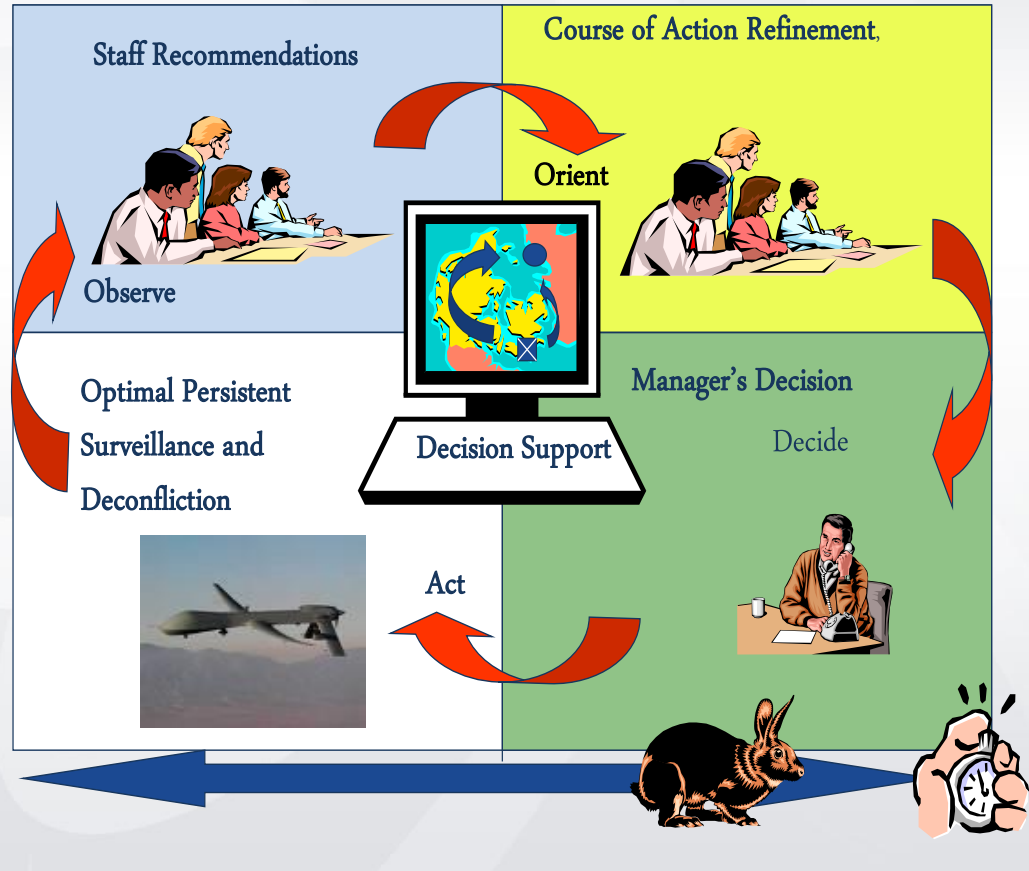 Staff Recommendations
Course of Action Refinement,
Orient
Observe
Optimal Persistent
Surveillance and
Deconfliction
Manager’s Decision
Decide
Decision Support
Act